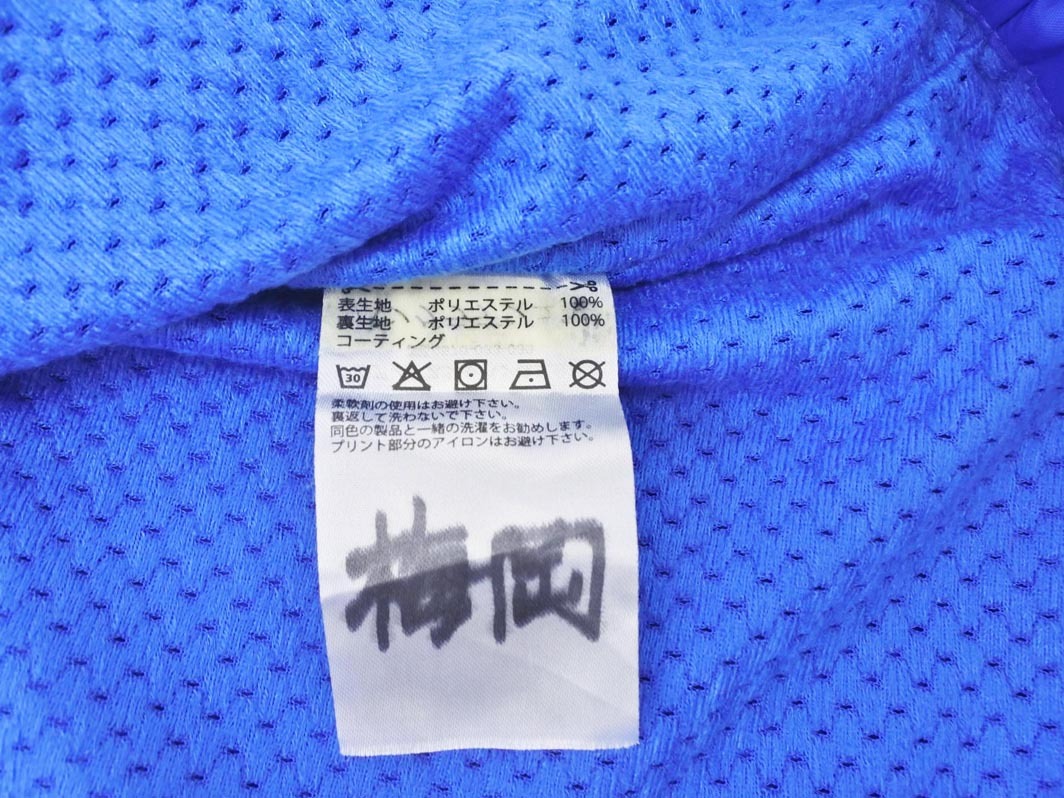 表生地 ポリエステル 100%
裏生地 ポリエステル 100%
コーティング
30
柔軟剤の使用はお避け下さい。
裏返して洗わないで下さい。
同色の製品と一緒の洗濯をお勧めします。
プリント部分のアイロンはお避け下さい。
梅岡